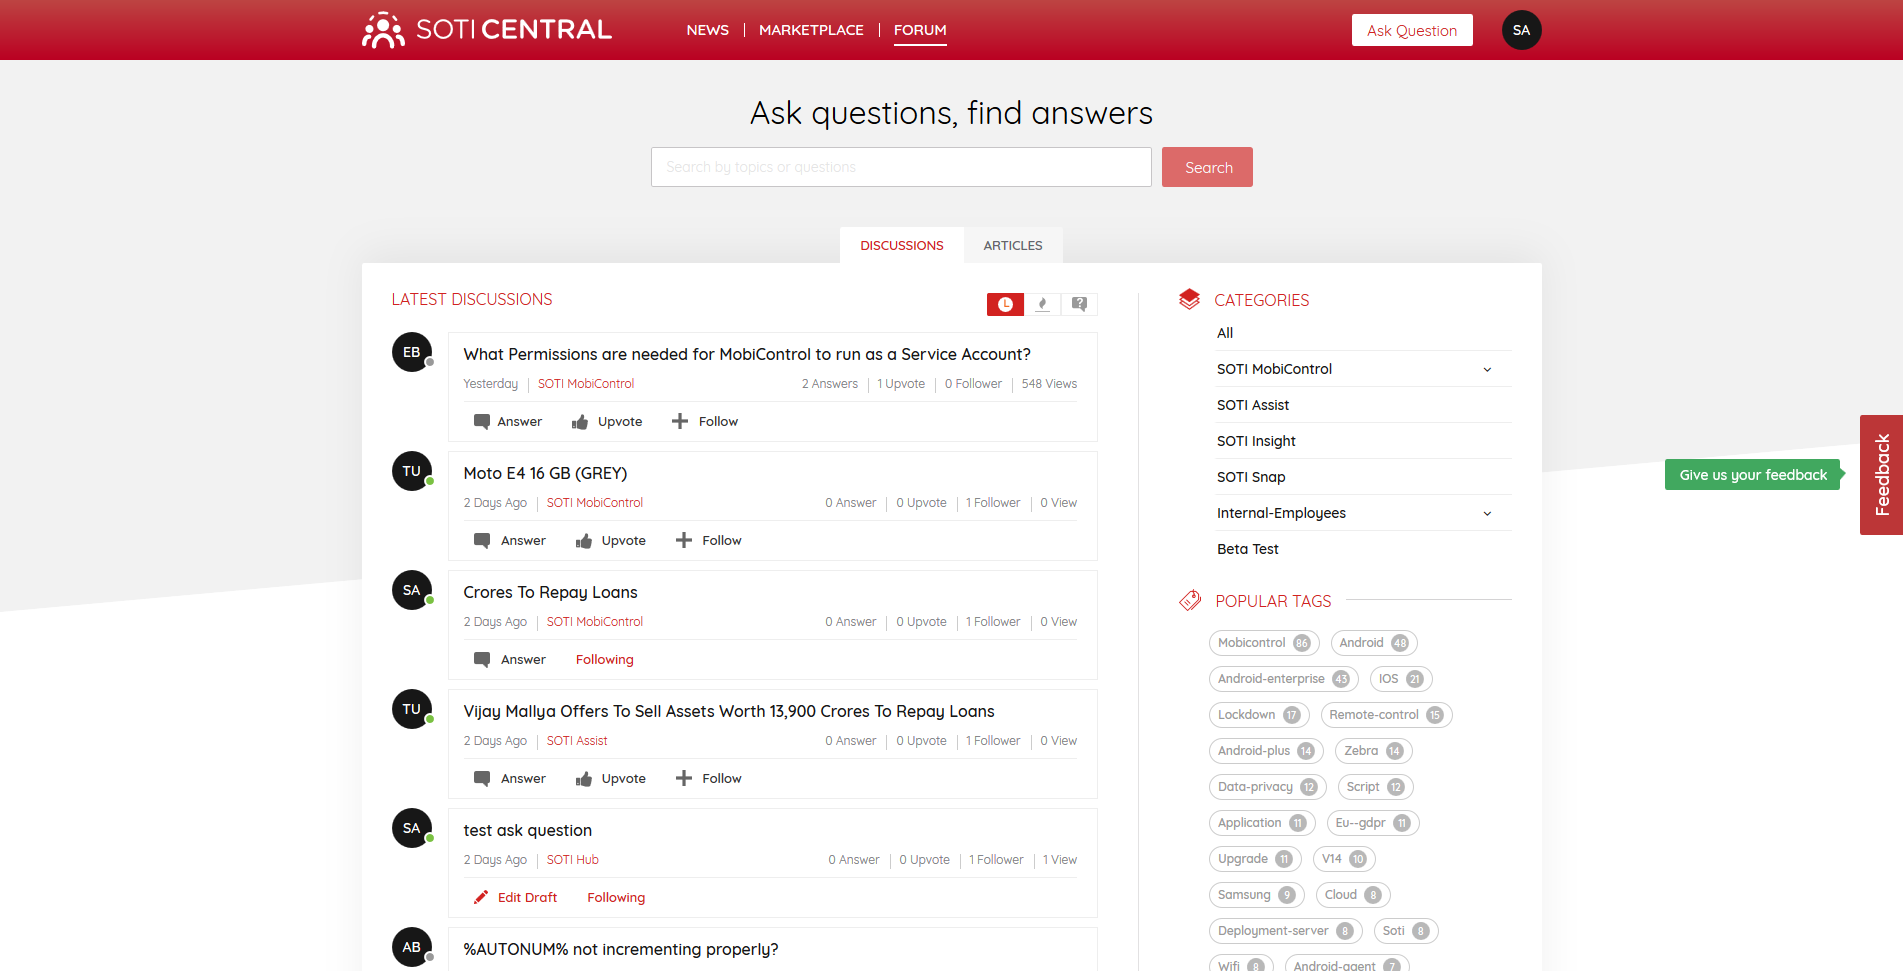 SOTI CENTRAL
NEWS | MARKETPLACE | FORUM
Ask Question
SA
Ask questions, find answers
Search by topics or questions
Search
DISCUSSIONS
ARTICLES
LATEST DISCUSSIONS
EB
What Permissions are needed for MobiControl to run as a Service Account?
Yesterday | SOTI MobiControl 2 Answers | 1 Upvote | 0 Follower | 548 Views
Answer Upvote Follow
TU
Moto E4 16 GB (GREY)
2 Days Ago | SOTI MobiControl 0 Answer | 0 Upvote | 1 Follower | 0 View
Answer Upvote Follow
SA
Crores To Repay Loans
2 Days Ago | SOTI MobiControl 0 Answer | 0 Upvote | 1 Follower | 0 View
Answer Following
TU
Vijay Mallya Offers To Sell Assets Worth 13,900 Crores To Repay Loans
2 Days Ago | SOTI Assist 0 Answer | 0 Upvote | 1 Follower | 0 View
Answer Upvote Follow
SA
test ask question
2 Days Ago | SOTI Hub 0 Answer | 0 Upvote | 1 Follower | 1 View
Edit Draft Following
AB
%AUTONUM% not incrementing properly?
CATEGORIES
All
SOTI MobiControl
SOTI Assist
SOTI Insight
SOTI Snap
Internal-Employees
Beta Test
POPULAR TAGS
Mobicontrol 86 Android 48
Android-enterprise 43 IOS 21
Lockdown 17 Remote-control 15
Android-plus 14 Zebra 14
Data-privacy 12 Script 12
Application 11 Eu--gdpr 11
Upgrade 11 V14 10
Samsung 9 Cloud 8
Deployment-server 8 Soti 8
Wifi 8 Android-agent 7
Give us your feedback
Feedback